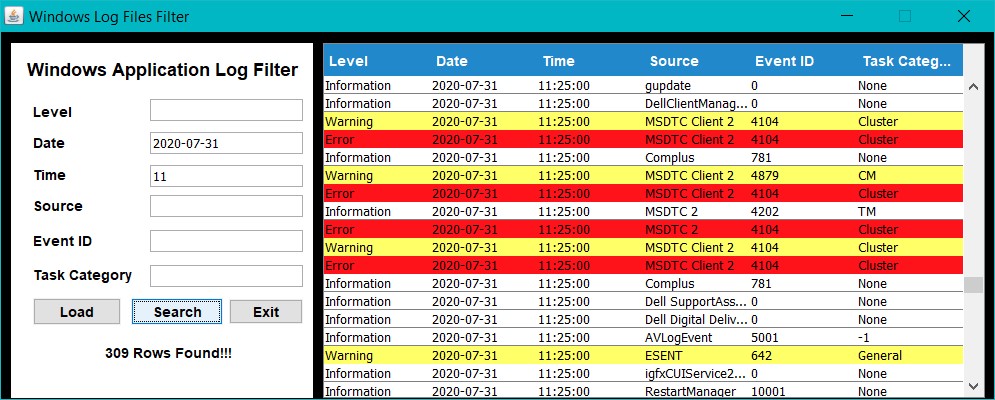 Windows Log Files Filter
Windows Application Log Filter
Level
Date 2020-07-31
Time 11
Source
Event ID
Task Category
Load Search Exit
309 Rows Found!!!
Level Date Time Source Event ID Task Categ...
Information 2020-07-31 11:25:00 gupdate 0 None
Information 2020-07-31 11:25:00 DellClientManag... 0 None
Warning 2020-07-31 11:25:00 MSDTC Client 2 4104 Cluster
Error 2020-07-31 11:25:00 MSDTC Client 2 4104 Cluster
Information 2020-07-31 11:25:00 Complus 781 None
Warning 2020-07-31 11:25:00 MSDTC Client 2 4879 CM
Error 2020-07-31 11:25:00 MSDTC Client 2 4104 Cluster
Information 2020-07-31 11:25:00 MSDTC 2 4202 TM
Error 2020-07-31 11:25:00 MSDTC 2 4104 Cluster
Warning 2020-07-31 11:25:00 MSDTC Client 2 4104 Cluster
Error 2020-07-31 11:25:00 MSDTC Client 2 4104 Cluster
Information 2020-07-31 11:25:00 Complus 781 None
Information 2020-07-31 11:25:00 Dell SupportAss... 0 None
Information 2020-07-31 11:25:00 Dell Digital Deliv... 0 None
Information 2020-07-31 11:25:00 AVLogEvent 5001 -1
Warning 2020-07-31 11:25:00 ESENT 642 General
Information 2020-07-31 11:25:00 igfxCUIService2... 0 None
Information 2020-07-31 11:25:00 RestartManager 10001 None